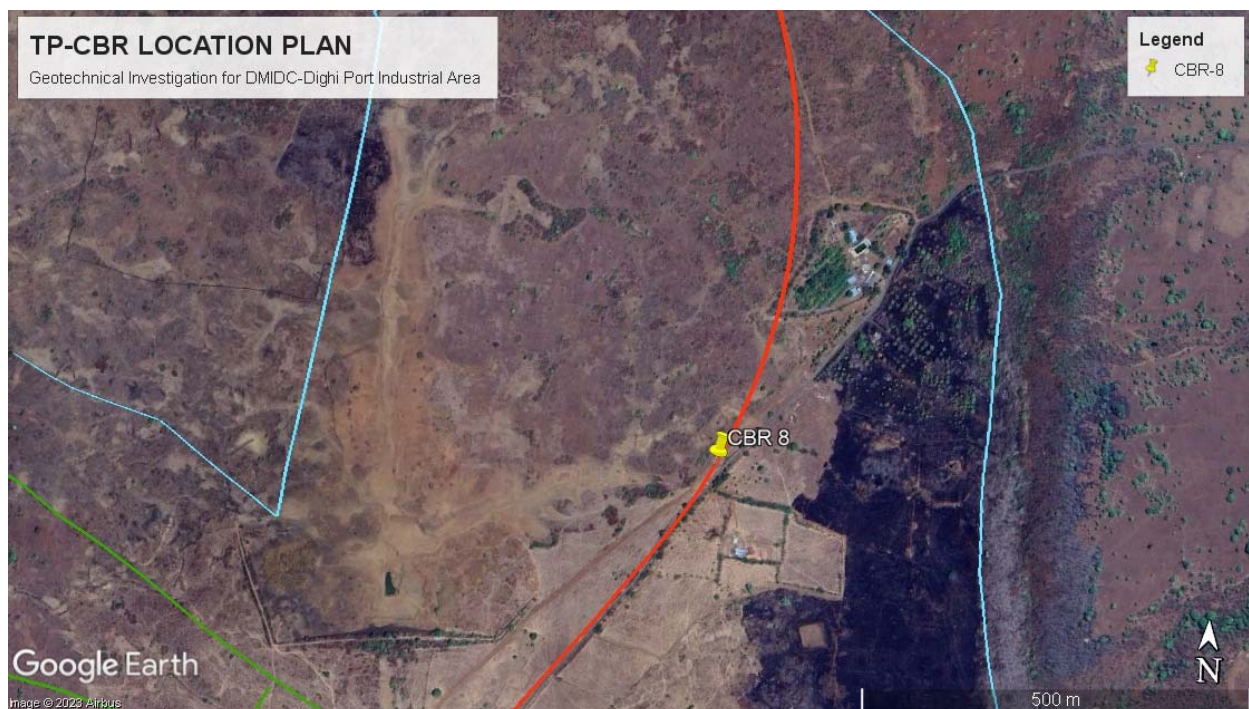 TP-CBR LOCATION PLAN
Geotechnical Investigation for DMIDC-Dighi Port Industrial Area
Legend
CBR-8
CBR 8
Google Earth
N
Image © 2023 Airbus
500 m